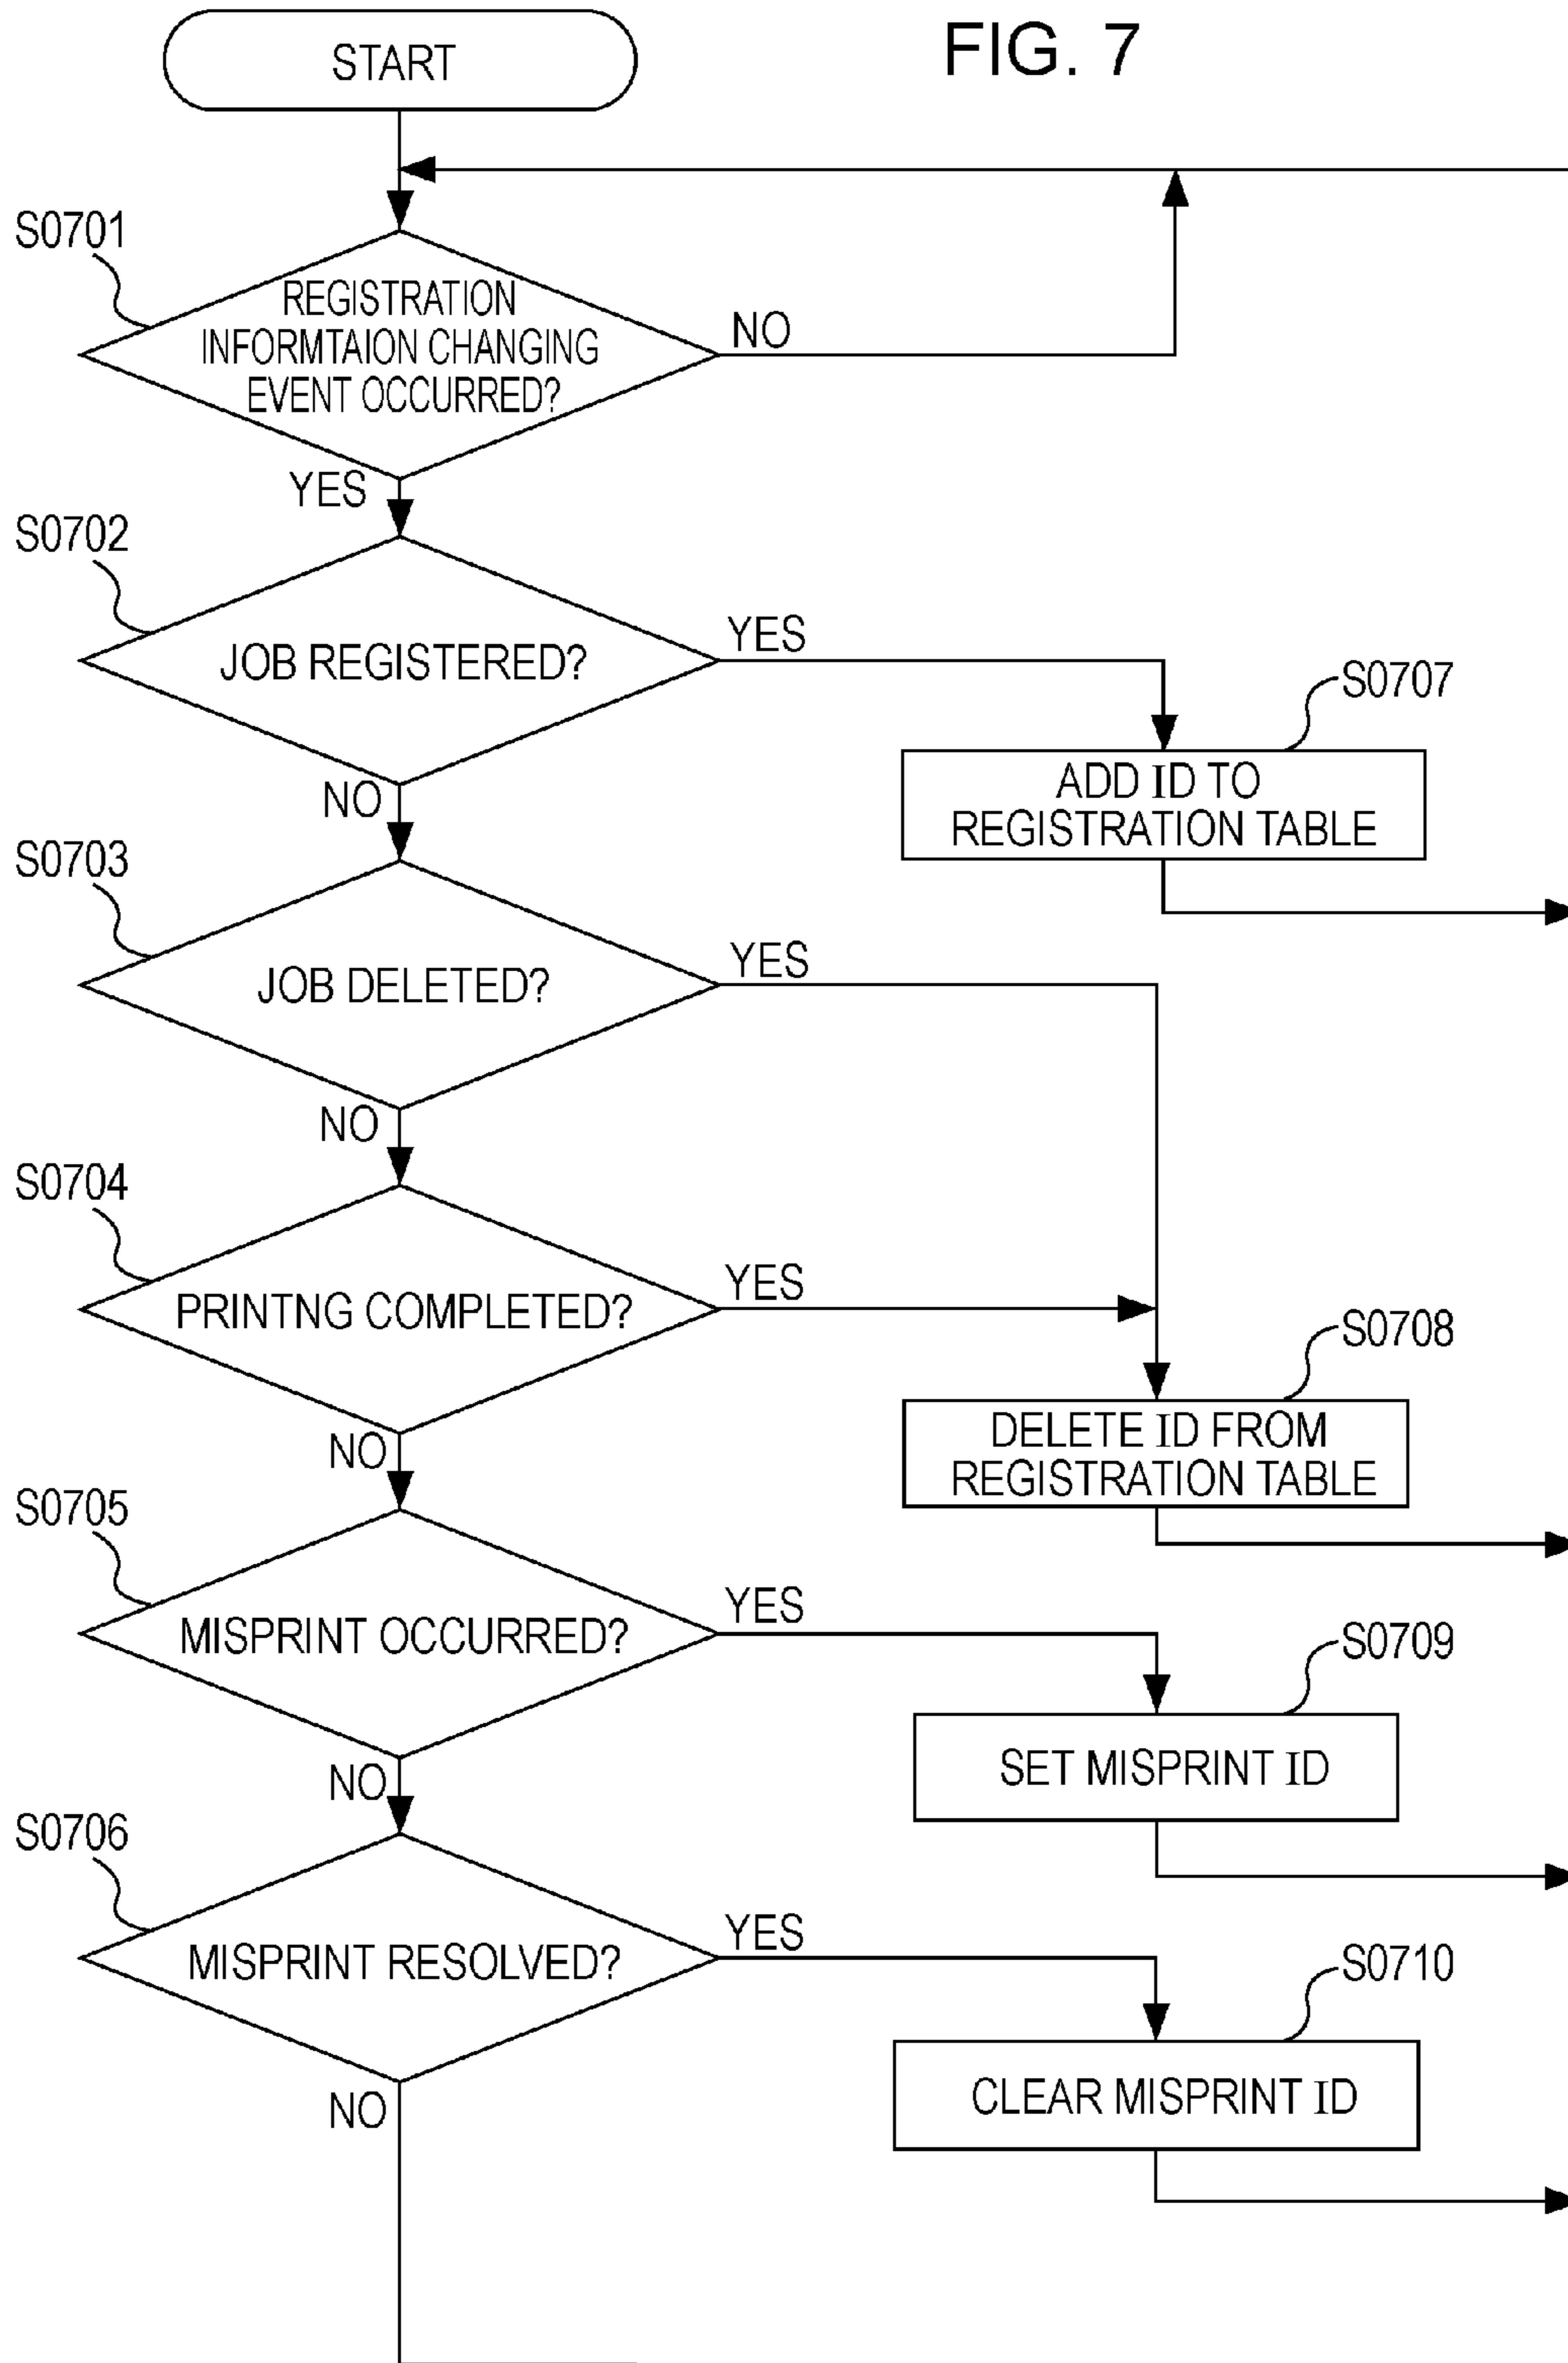 START
FIG. 7
S0701
REGISTRATION
INFORMTAION CHANGING
EVENT OCCURRED?
NO
YES
S0702
JOB REGISTERED?
YES
S0707
ADD ID TO
REGISTRATION TABLE
NO
S0703
JOB DELETED?
YES
NO
S0704
PRINTNG COMPLETED?
YES
S0708
DELETE ID FROM
REGISTRATION TABLE
NO
S0705
MISPRINT OCCURRED?
YES
S0709
SET MISPRINT ID
NO
S0706
MISPRINT RESOLVED?
YES
S0710
CLEAR MISPRINT ID
NO